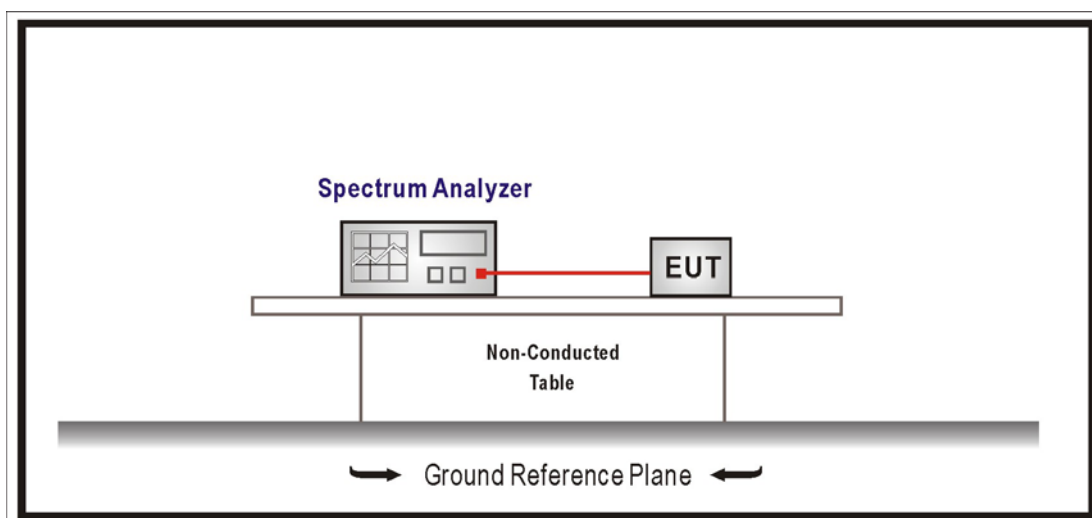 Spectrum Analyzer
EUT
Non-Conducted
Table
Ground Reference Plane